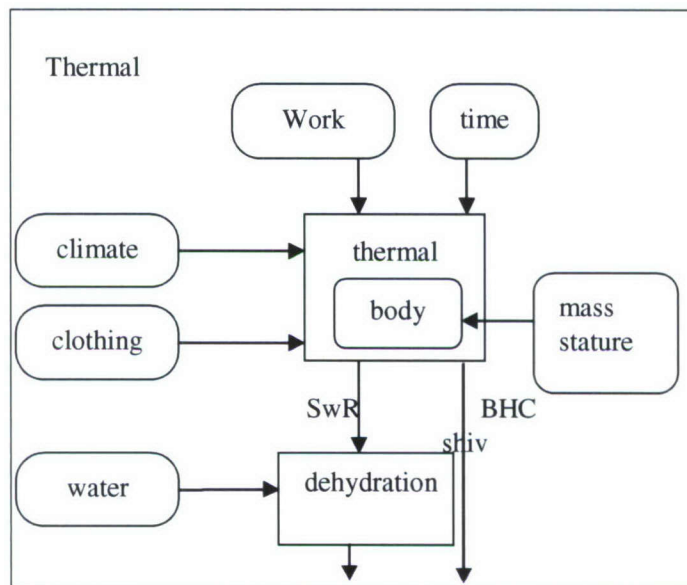 Thermal
Work
time
climate
thermal
clothing
body
mass
stature
SwR
BHC
shiv
water
dehydration